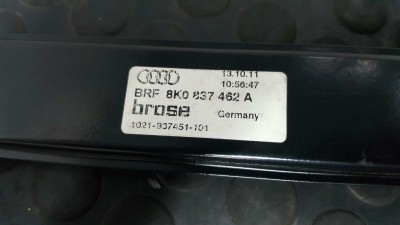 13.10.11
10:56:47
BRF 8K0 837 462 A
brose
Germany
1021-937451-101